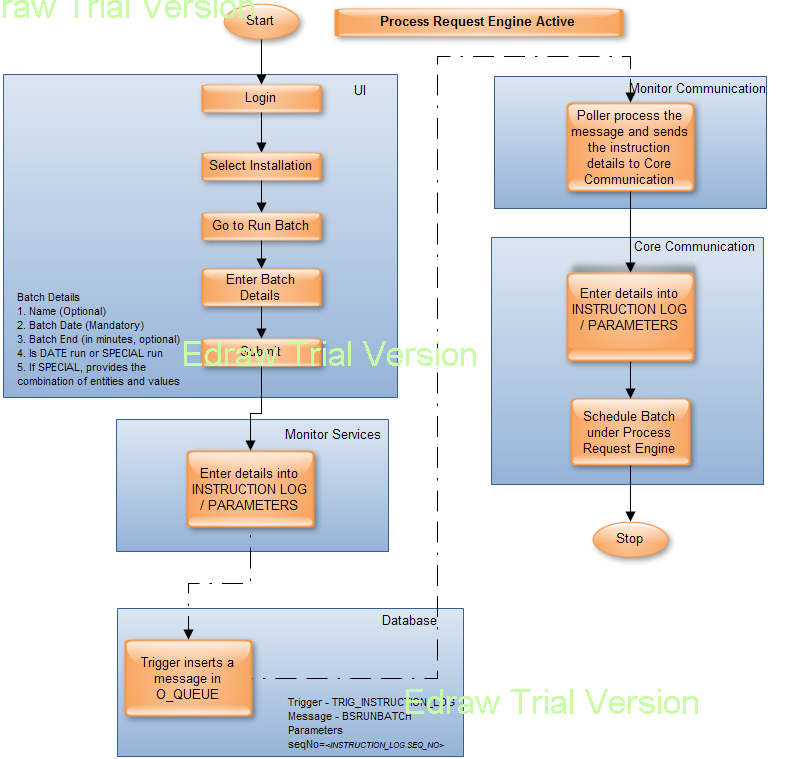 raw Trial Version
Start
Process Request Engine Active
UI
Login
Select Installation
Go to Run Batch
Enter Batch
Details
Submit
Edraw Trial Version
Batch Details
1. Name (Optional)
2. Batch Date (Mandatory)
3. Batch End (in minutes, optional)
4. Is DATE run or SPECIAL run
5. If SPECIAL, provides the
combination of entities and values
Monitor Services
Enter details into
INSTRUCTION LOG
/ PARAMETERS
Database
Trigger inserts a
message in
O_QUEUE
Trigger - TRIG_INSTRUCTION_LOG
Message - BSRUNBATCH
Parameters
seqNo=<INSTRUCTION_LOG.SEQ_NO>
Edraw Trial Version
Monitor Communication
Poller process the
message and sends
the instruction
details to Core
Communication
Core Communication
Enter details into
INSTRUCTION LOG
/ PARAMETERS
Schedule Batch
under Process
Request Engine
Stop